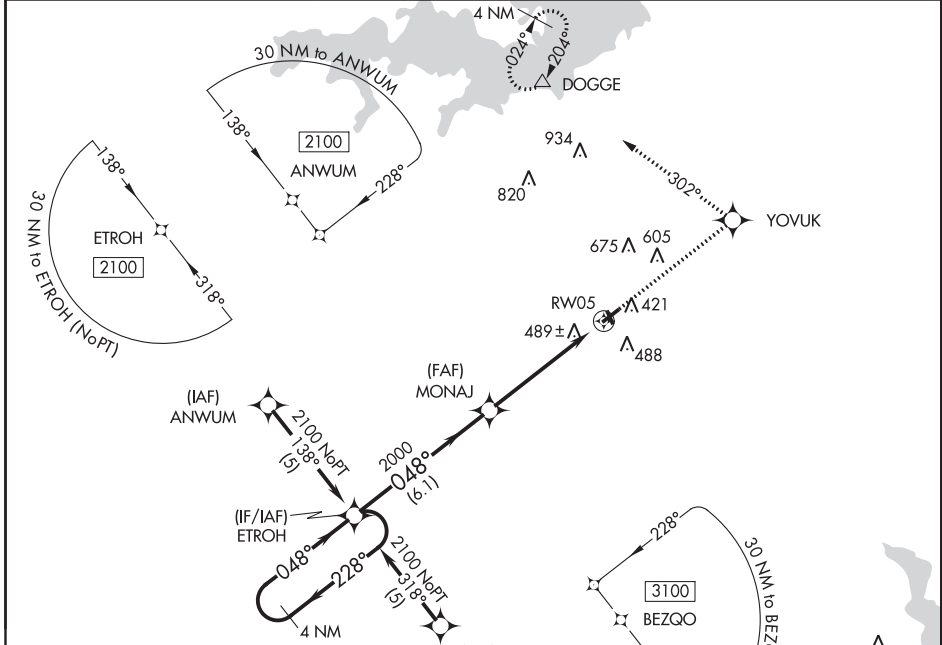 4 NM
024°
204°
DOGGE
30 NM to ANWUM
138°
2100
ANWUM
228°
934
820
302°
YOVUK
138°
ETROH
2100
318°
30 NM to ETROH (NoPT)
675
605
RW05
421
489±
488
(FAF)
MONAJ
(IAF)
ANWUM
2100 NoPT
138°
(5)
2000
048°
(6.1)
(IF/IAF)
ETROH
048°
228°
4 NM
2100 NoPT
318°
(5)
228°
3100
BEZQO
30 NM to BEZQ